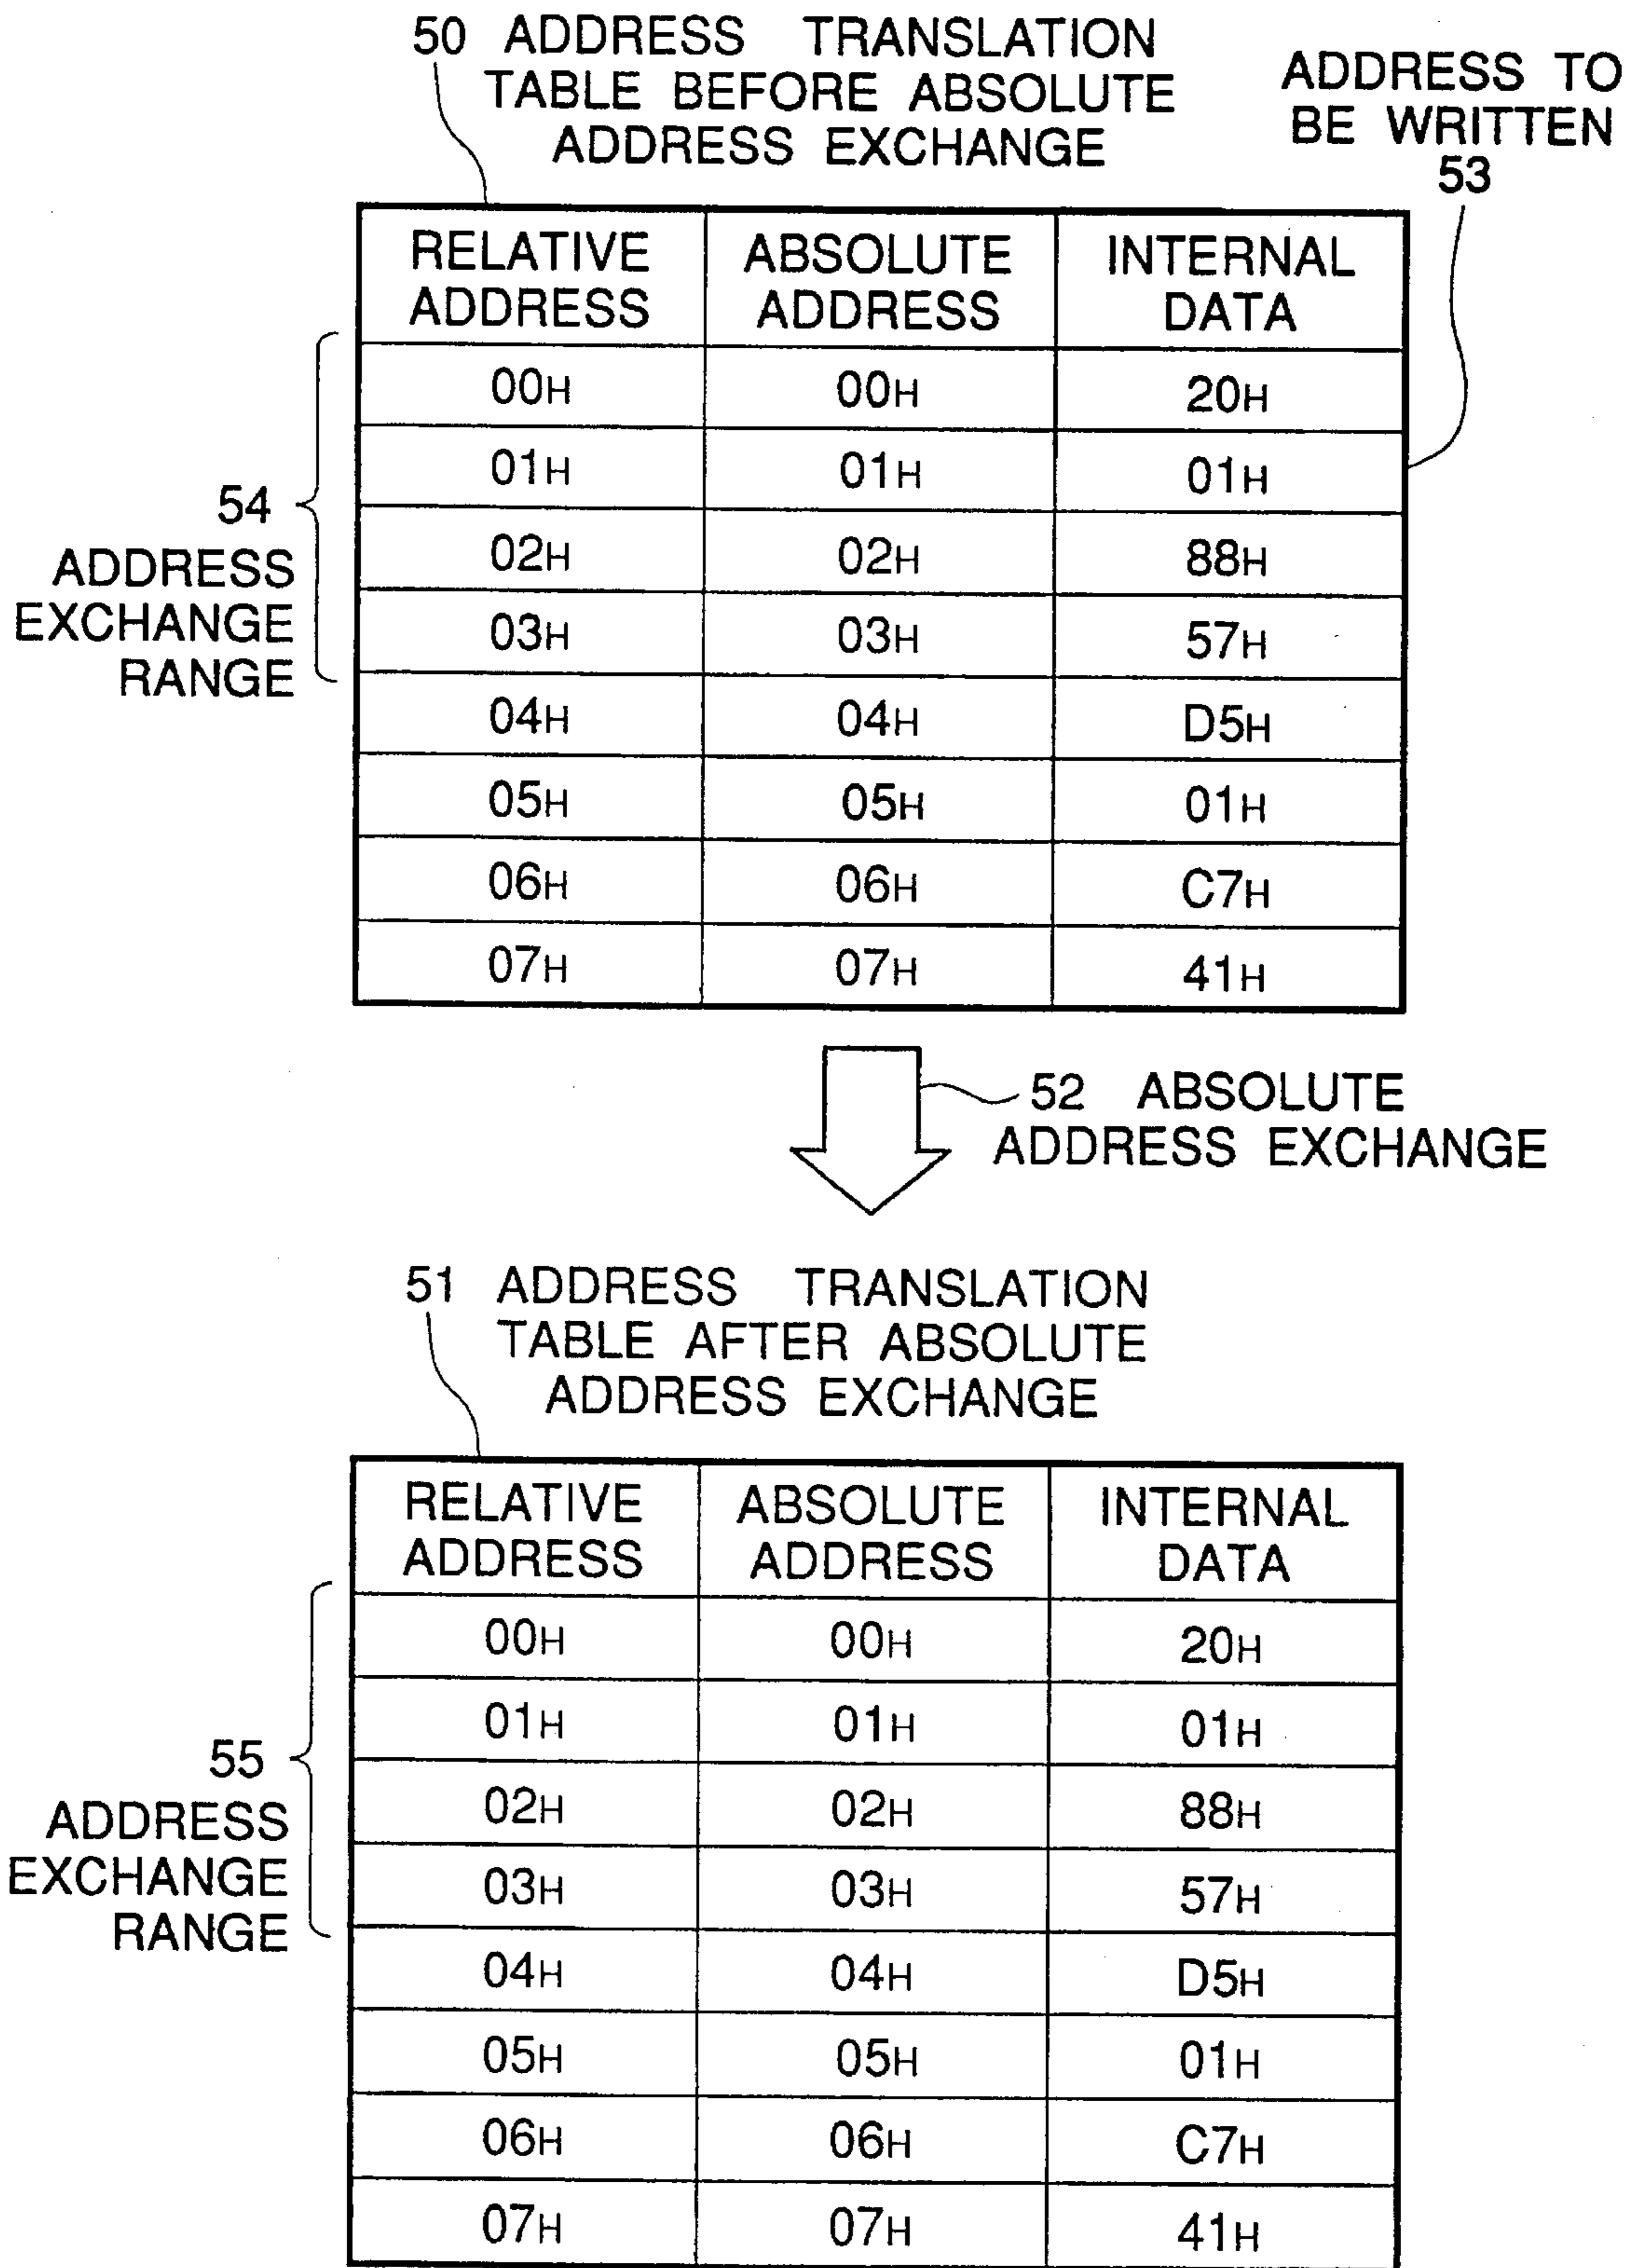 50 ADDRESS TRANSLATION
TABLE BEFORE ABSOLUTE
ADDRESS EXCHANGE
ADDRESS TO
BE WRITTEN
53
RELATIVE ADDRESS ABSOLUTE ADDRESS INTERNAL DATA
00H 00H 20H
01H 01H 01H
02H 02H 88H
03H 03H 57H
04H 04H D5H
05H 05H 01H
06H 06H C7H
07H 07H 41H
54
ADDRESS
EXCHANGE
RANGE
52 ABSOLUTE
ADDRESS EXCHANGE
51 ADDRESS TRANSLATION
TABLE AFTER ABSOLUTE
ADDRESS EXCHANGE
RELATIVE ADDRESS ABSOLUTE ADDRESS INTERNAL DATA
00H 00H 20H
01H 01H 01H
02H 02H 88H
03H 03H 57H
04H 04H D5H
05H 05H 01H
06H 06H C7H
07H 07H 41H
55
ADDRESS
EXCHANGE
RANGE